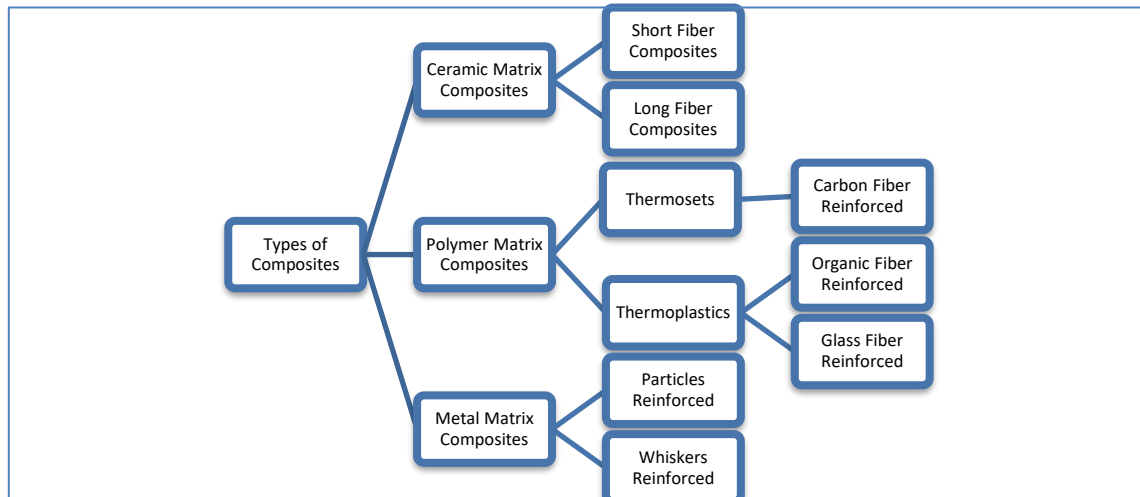 Types of
Composites
Ceramic Matrix
Composites
Short Fiber
Composites
Long Fiber
Composites
Polymer Matrix
Composites
Thermosets
Carbon Fiber
Reinforced
Thermoplastics
Organic Fiber
Reinforced
Glass Fiber
Reinforced
Metal Matrix
Composites
Particles
Reinforced
Whiskers
Reinforced